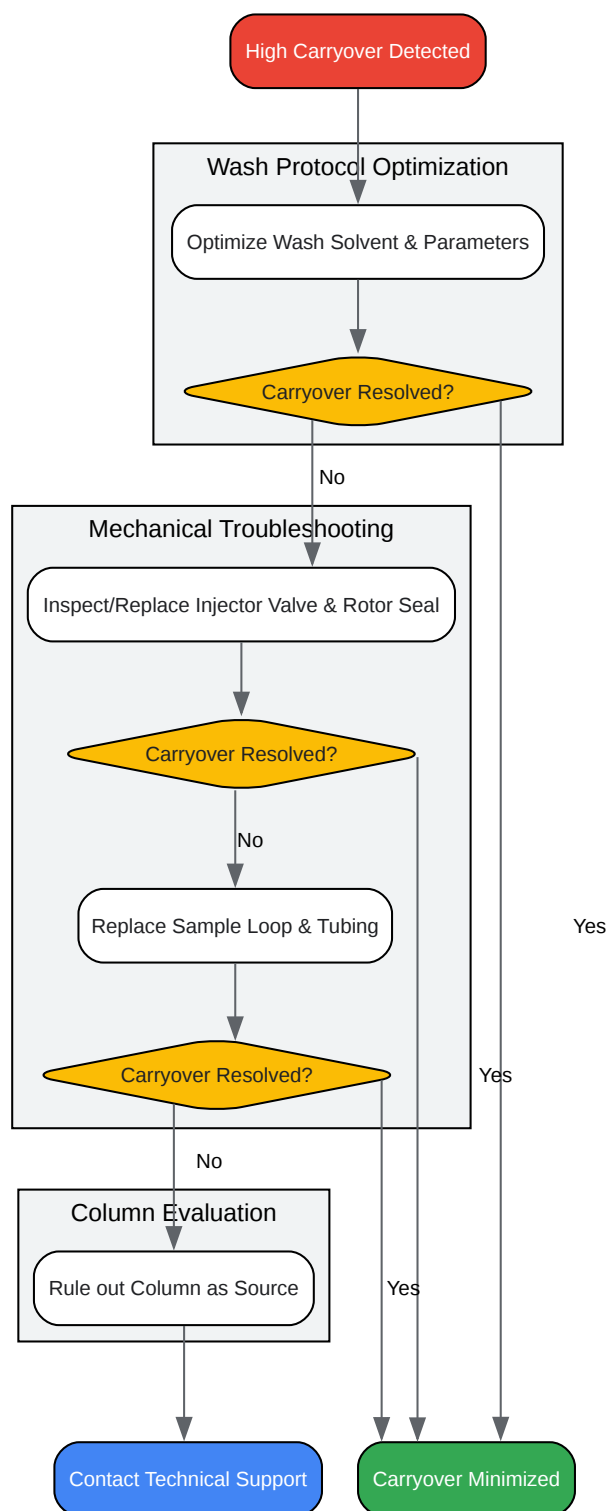 High Carryover Detected
Wash Protocol Optimization
Optimize Wash Solvent & Parameters
Carryover Resolved?
No
Mechanical Troubleshooting
Inspect/Replace Injector Valve & Rotor Seal
Carryover Resolved?
No
Replace Sample Loop & Tubing
Yes
Carryover Resolved?
Yes
No
Column Evaluation
Rule out Column as Source
Yes
Contact Technical Support
Carryover Minimized